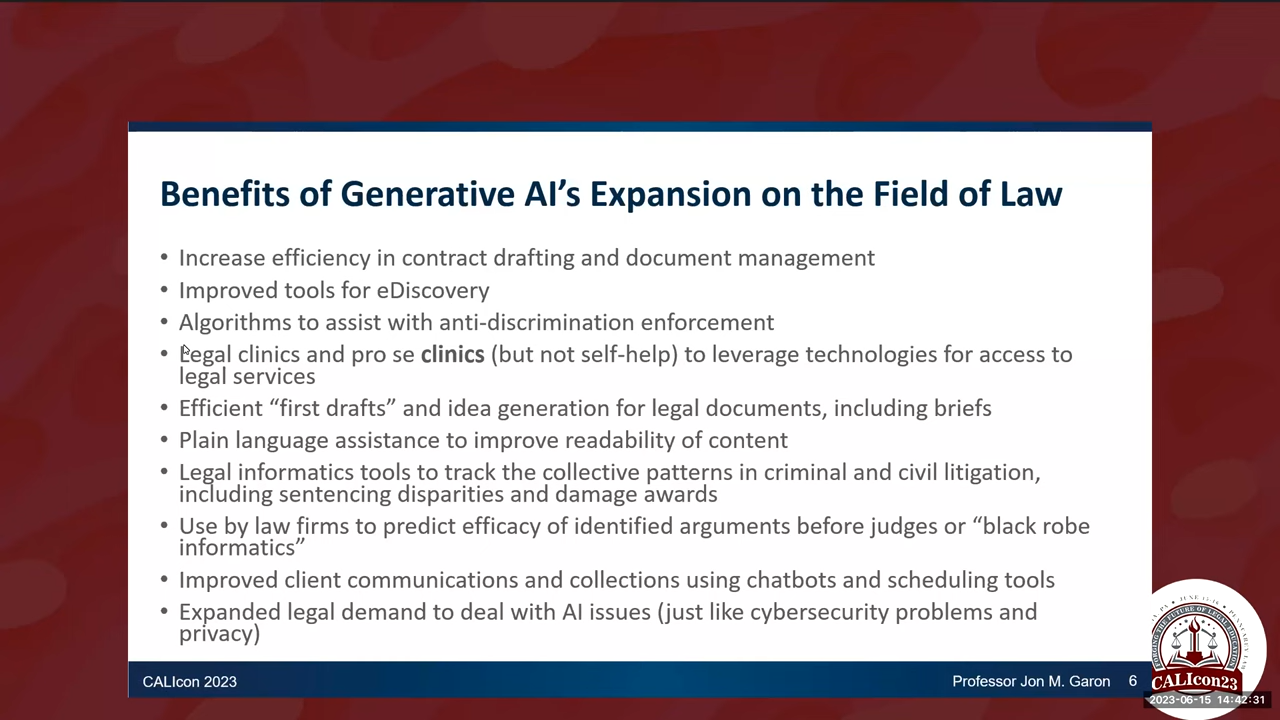 Benefits of Generative AI’s Expansion on the Field of Law
• Increase efficiency in contract drafting and document management
• Improved tools for eDiscovery
• Algorithms to assist with anti-discrimination enforcement
• Legal clinics and pro se clinics (but not self-help) to leverage technologies for access to
legal services
• Efficient “first drafts” and idea generation for legal documents, including briefs
• Plain language assistance to improve readability of content
• Legal informatics tools to track the collective patterns in criminal and civil litigation,
including sentencing disparities and damage awards
• Use by law firms to predict efficacy of identified arguments before judges or “black robe
informatics”
• Improved client communications and collections using chatbots and scheduling tools
• Expanded legal demand to deal with AI issues (just like cybersecurity problems and
privacy)
CALIcon 2023
Professor Jon M. Garon 6
FORGING THE FUTURE OF LEGAL EDUCATION
CALICON23
2023-06-15 14:42:31